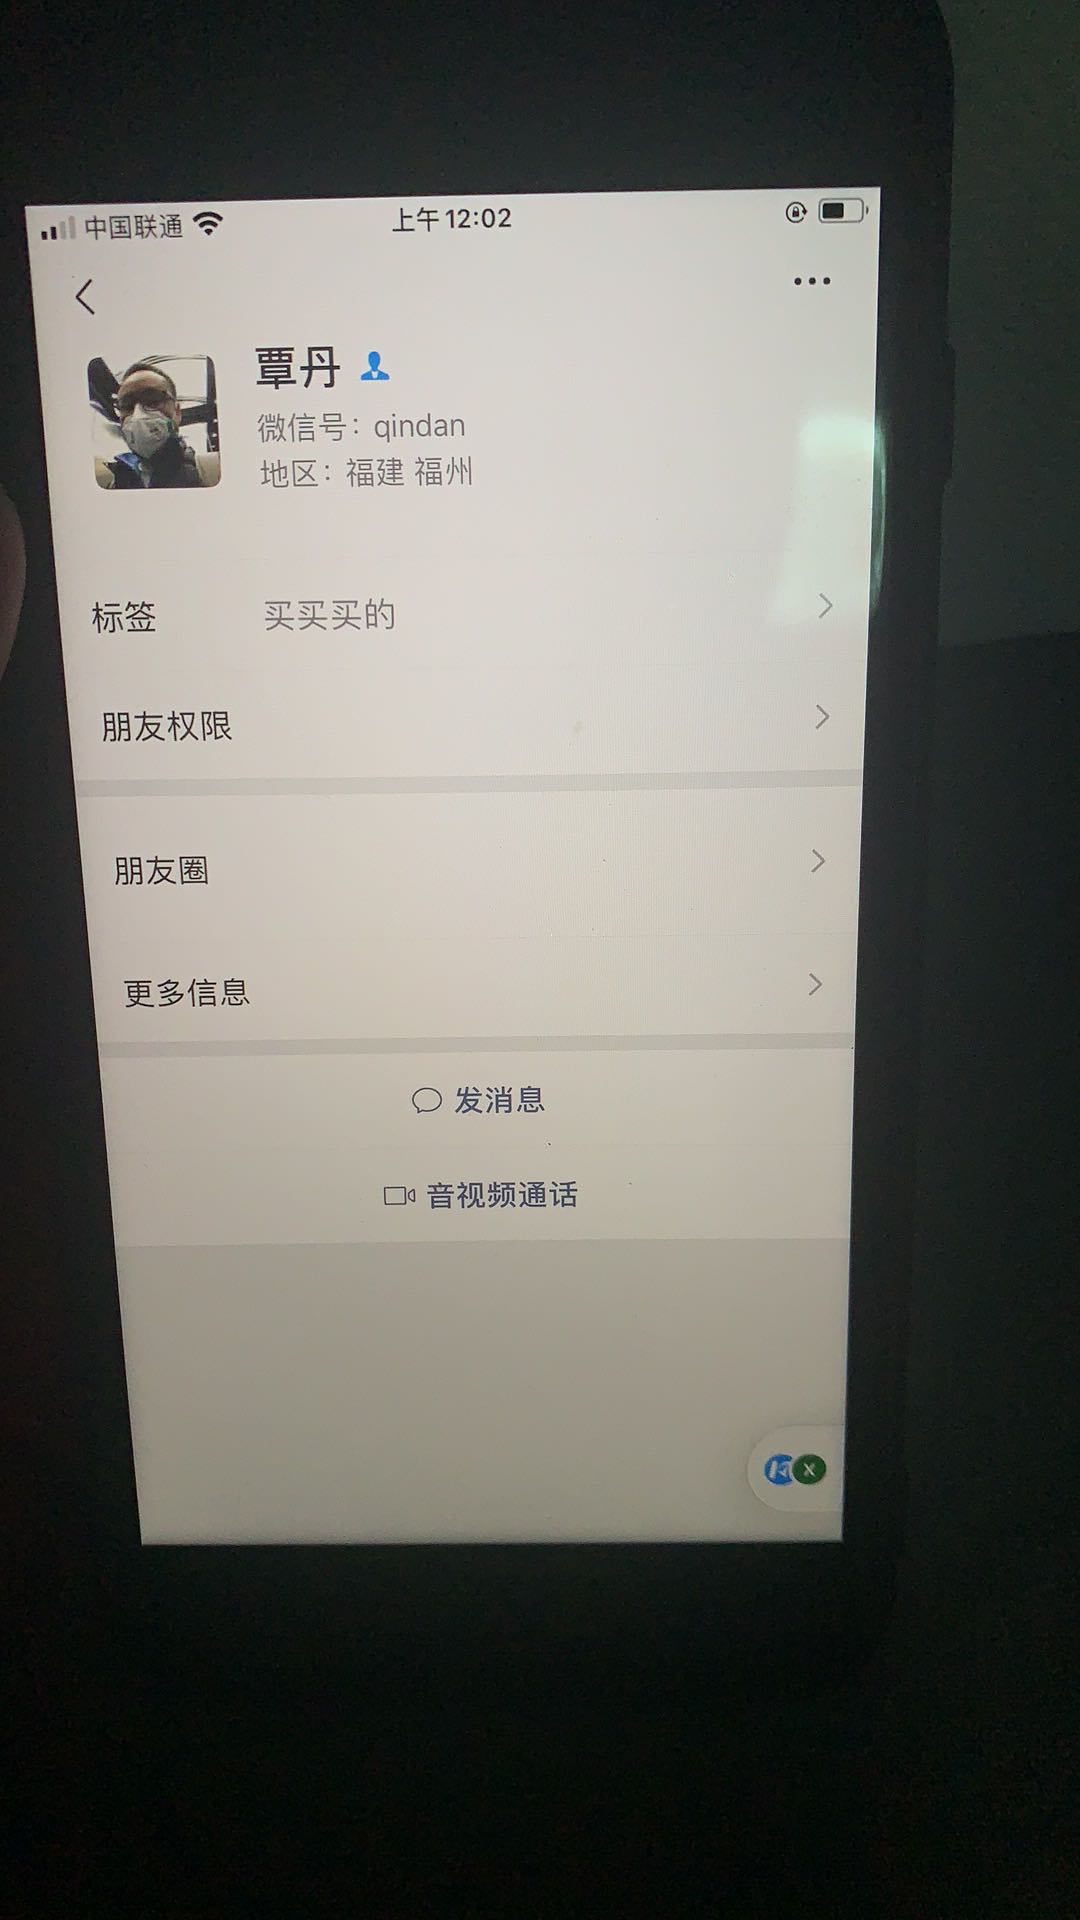 中国联通
上午12:02
覃丹
微信号：qindan
地区：福建 福州
标签 买买买的
朋友权限
朋友圈
更多信息
发消息
音视频通话
X